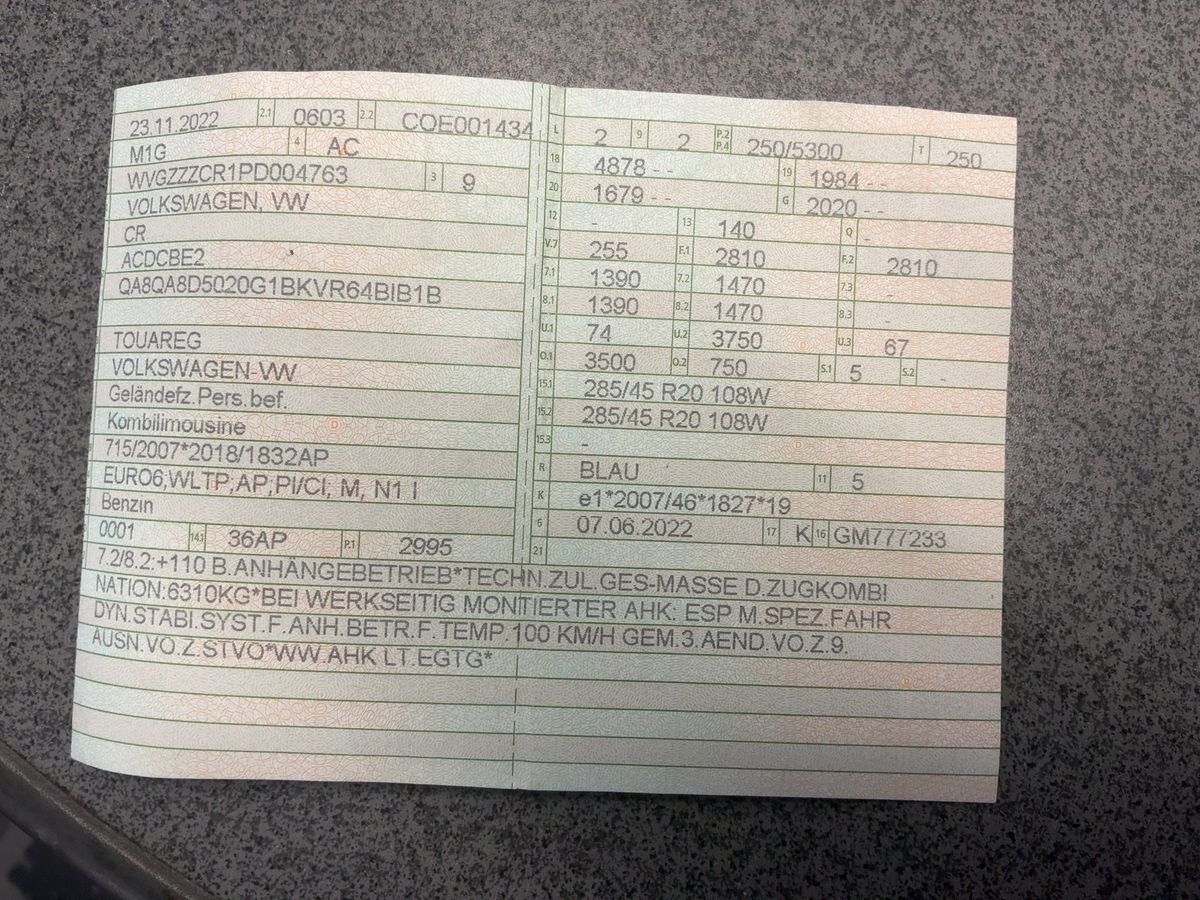 23.11.2022 2.1 0603 2.2 COE001434
M1G 4 AC
WVGZZZCR1PD004763 3 9
VOLKSWAGEN, VW
CR
ACDCBE2
QA8QA8D5020G1BKVR64BIB1B
TOUAREG
VOLKSWAGEN-VW
Geländefz.Pers.bef.
Kombilimousine
715/2007*2018/1832AP
EURO6;WLTP;AP;PI/CI; M, N1 I
Benzin
0001 14.1 36AP P.1 2995
L 2 9 2 P.2 P.4 250/5300 T 250
18 4878 - - 19 1984 - -
20 1679 - - G 2020 - -
12 - 13 140 Q -
V.7 255 F.1 2810 F.2 2810
7.1 1390 7.2 1470 7.3 -
8.1 1390 8.2 1470 8.3 -
U.1 74 U.2 3750 U.3 67
O.1 3500 O.2 750 S.1 5 S.2 -
15.1 285/45 R20 108W
15.2 285/45 R20 108W
15.3 -
R BLAU 11 5
K e1*2007/46*1827*19
6 07.06.2022 17 K 16 GM777233
21
7.2/8.2:+110 B.ANHÄNGEBETRIEB*TECHN.ZUL.GES-MASSE D.ZUGKOMBI
NATION:6310KG*BEI WERKSEITIG MONTIERTER AHK: ESP M.SPEZ.FAHR
DYN.STABI.SYST.F.ANH.BETR.F.TEMP.100 KM/H GEM.3.AEND.VO.Z.9.
AUSN.VO.Z.STVO*WW.AHK LT.EGTG*